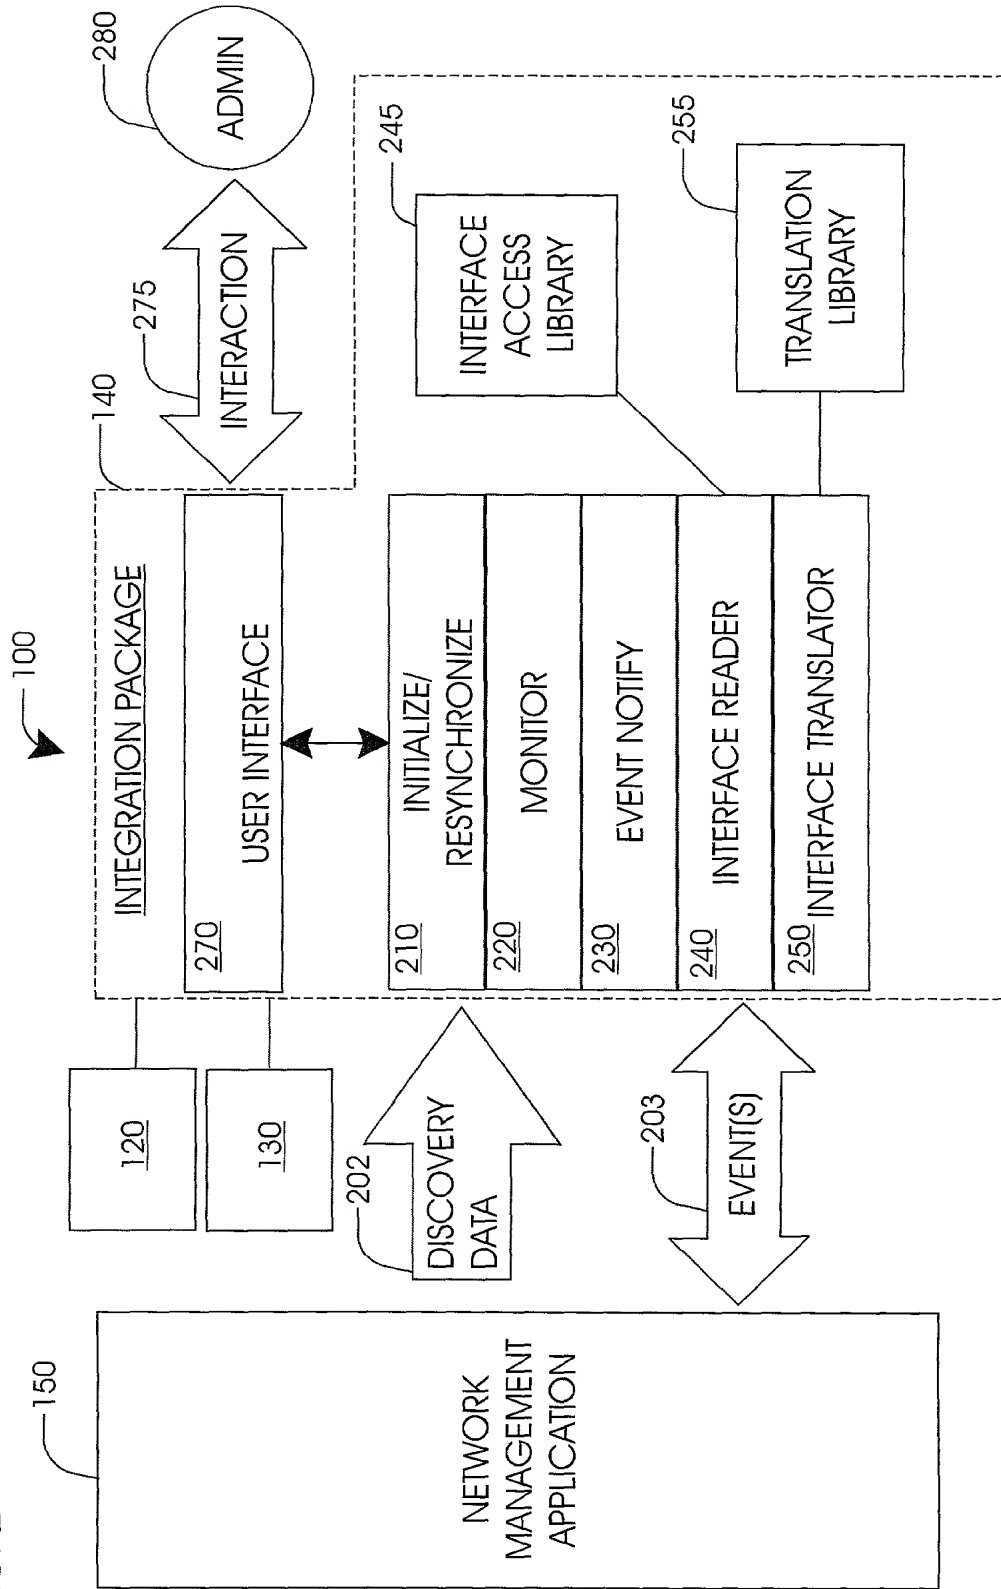 100
INTEGRATION PACKAGE
140
120
130
270
USER INTERFACE
275
INTERACTION
280
ADMIN
150
NETWORK
MANAGEMENT
APPLICATION
202
DISCOVERY
DATA
203
EVENT(S)
210
INITIALIZE/
RESYNCHRONIZE
220
MONITOR
230
EVENT NOTIFY
240
INTERFACE READER
250
INTERFACE TRANSLATOR
245
INTERFACE
ACCESS
LIBRARY
255
TRANSLATION
LIBRARY